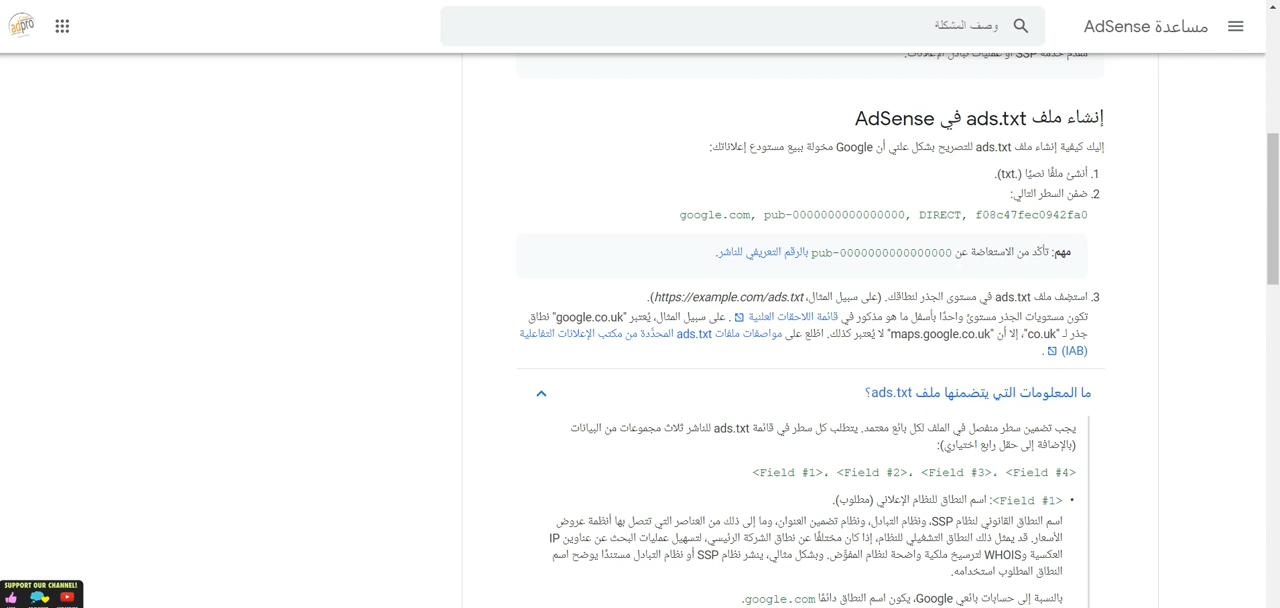 مساعدة AdSense
وصف المشكلة
adpro
مقدم خدمة SSP أو عمليات تبادل الإعلانات.
إنشاء ملف ads.txt في AdSense
إليك كيفية إنشاء ملف ads.txt للتصريح بشكل علني أن Google مخولة ببيع مستودع إعلاناتك:
1. أنشئ ملفًا نصيًا (.txt).
2. ضمّن السطر التالي:
google.com, pub-0000000000000000, DIRECT, f08c47fec0942fa0
مهم: تأكّد من الاستعاضة عن pub-0000000000000000 بالرقم التعريفي للناشر.
3. استضِف ملف ads.txt في مستوى الجذر لنطاقك. (على سبيل المثال، https://example.com/ads.txt).
تكون مستويات الجذر مستوىً واحدًا بأسفل ما هو مذكور في قائمة اللاحقات العلنية . على سبيل المثال، يُعتبر "google.co.uk" نطاق
جذر لـ "co.uk"، إلا أن "maps.google.co.uk" لا يُعتبر كذلك. اطّلع على مواصفات ملفات ads.txt المحدَّدة من مكتب الإعلانات التفاعلية
(IAB) .
ما المعلومات التي يتضمنها ملف ads.txt؟
يجب تضمين سطر منفصل في الملف لكل بائع معتمد. يتطلب كل سطر في قائمة ads.txt للناشر ثلاث مجموعات من البيانات
(بالإضافة إلى حقل رابع اختياري):
<Field #1>، <Field #2>، <Field #3>، <Field #4>
• <Field #1>: اسم النطاق للنظام الإعلاني (مطلوب).
اسم النطاق القانوني لنظام SSP، ونظام التبادل، ونظام تضمين العنوان، وما إلى ذلك من العناصر التي تتصل بها أنظمة عروض
الأسعار. قد يمثل ذلك النطاق التشغيلي للنظام، إذا كان مختلفًا عن نطاق الشركة الرئيسي، لتسهيل عمليات البحث عن عناوين IP
العكسية وWHOIS لترسيخ ملكية واضحة لنظام المفوَّض. وبشكل مثالي، ينشر نظام SSP أو نظام التبادل مستندًا يوضح اسم
النطاق المطلوب استخدامه.
بالنسبة إلى حسابات بائعي Google، يكون اسم النطاق دائمًا google.com.
SUPPORT OUR CHANNEL!